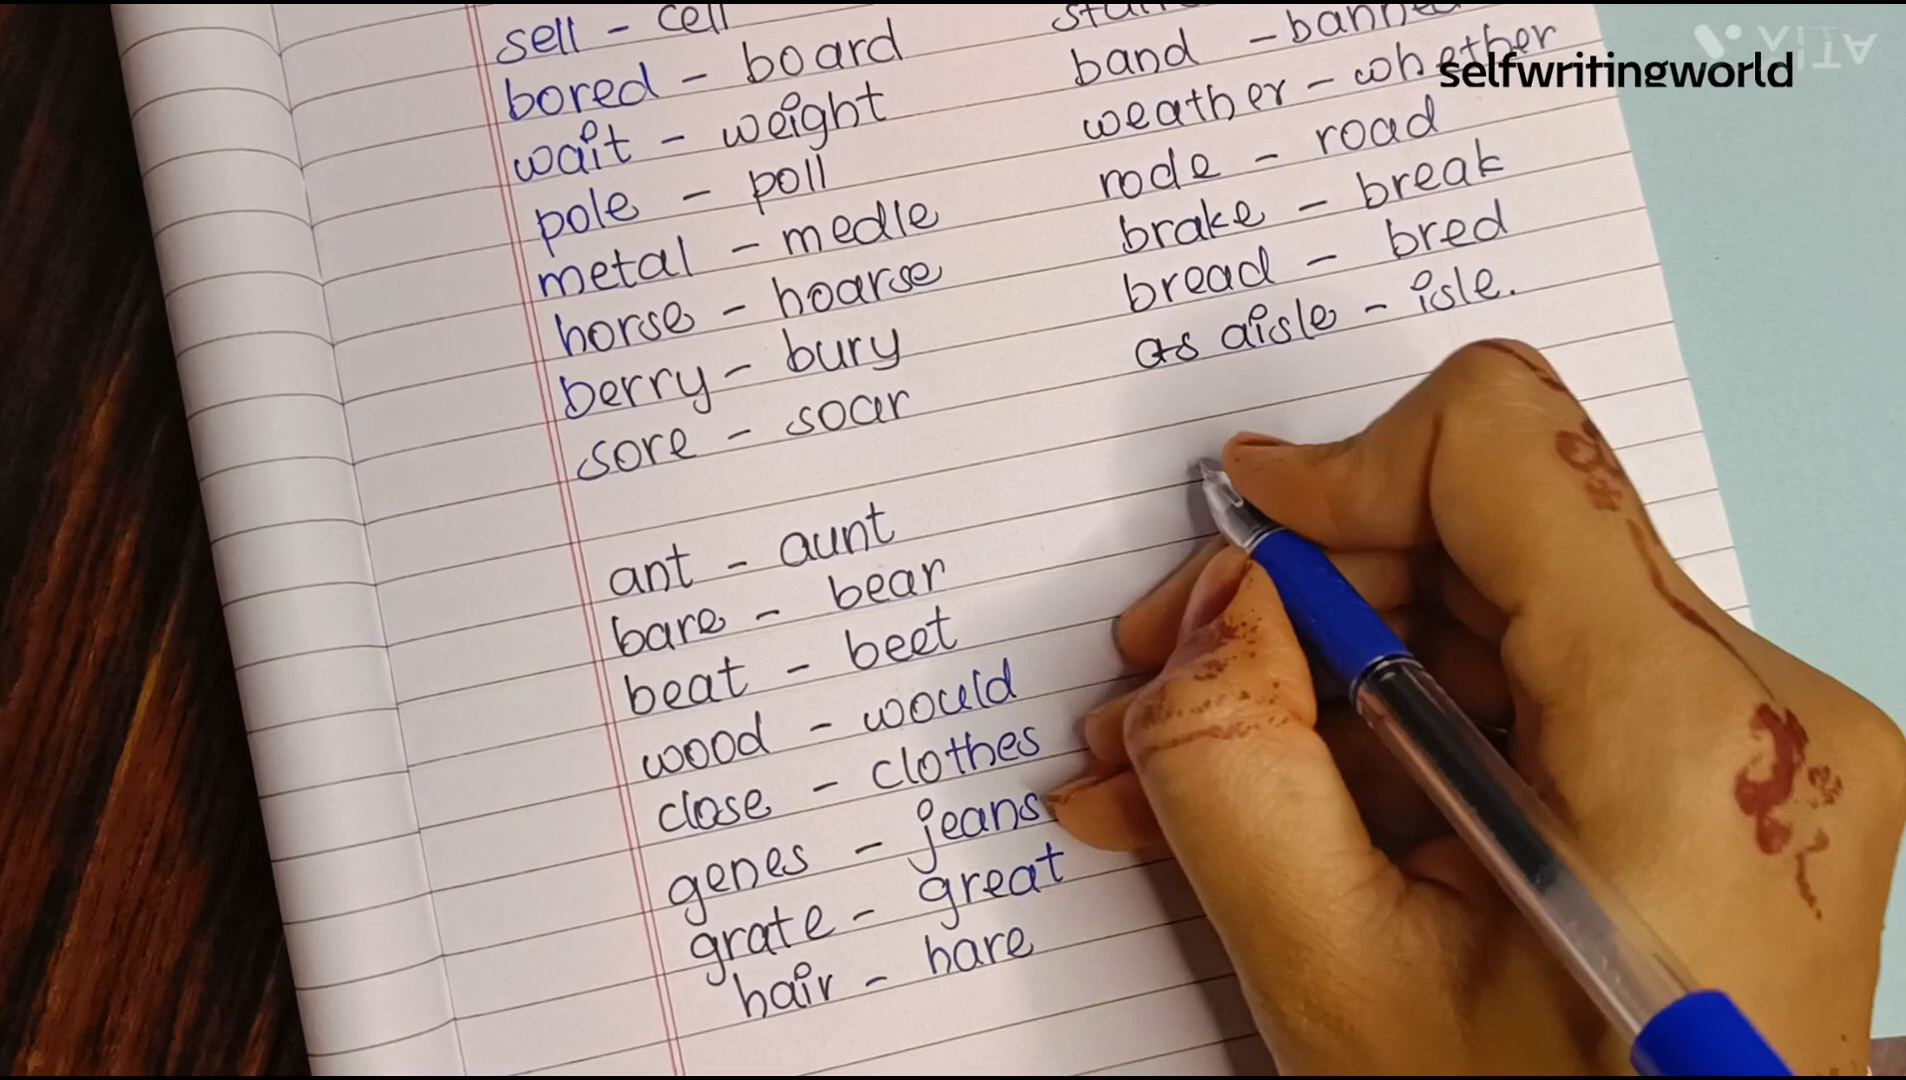 sell - cell
bored - board
wait - weight
pole - poll
metal - medle
horse - hoarse
berry - bury
sore - soar
band -
weather - whether
rode - road
brake - break
bread - bred
as aisle - isle.
ant - aunt
bare - bear
beat - beet
wood - would
close - clothes
genes - jeans
grate - great
hair - hare
selfwritingworld